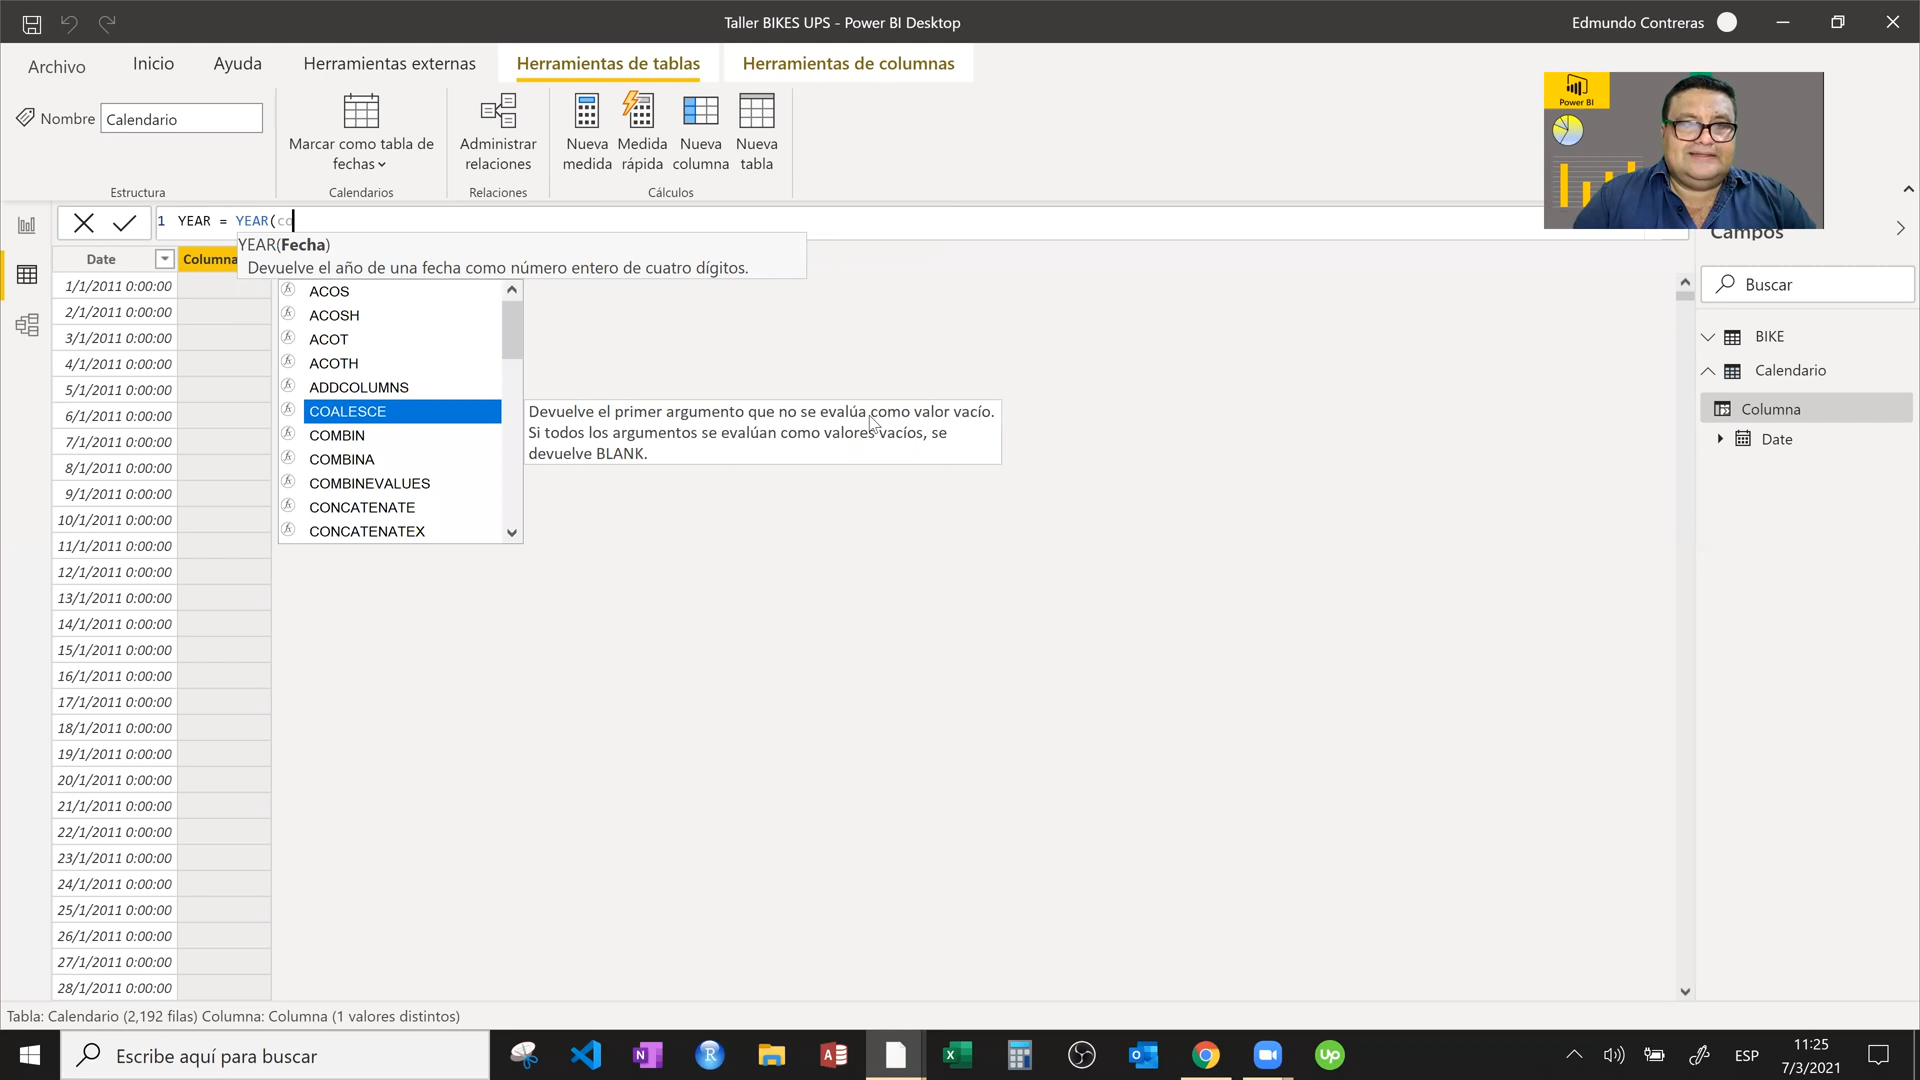 Taller BIKES UPS - Power BI Desktop
Edmundo Contreras
Archivo
Inicio
Ayuda
Herramientas externas
Herramientas de tablas
Herramientas de columnas
Nombre
Calendario
Marcar como tabla de
fechas
Administrar
relaciones
Nueva
medida
Medida
rápida
Nueva
columna
Nueva
tabla
Estructura
Calendarios
Relaciones
Cálculos
Power BI
1 YEAR = YEAR(co
YEAR(Fecha)
Devuelve el año de una fecha como número entero de cuatro dígitos.
Date
Columna
1/1/2011 0:00:00
2/1/2011 0:00:00
3/1/2011 0:00:00
4/1/2011 0:00:00
5/1/2011 0:00:00
6/1/2011 0:00:00
7/1/2011 0:00:00
8/1/2011 0:00:00
9/1/2011 0:00:00
10/1/2011 0:00:00
11/1/2011 0:00:00
12/1/2011 0:00:00
13/1/2011 0:00:00
14/1/2011 0:00:00
15/1/2011 0:00:00
16/1/2011 0:00:00
17/1/2011 0:00:00
18/1/2011 0:00:00
19/1/2011 0:00:00
20/1/2011 0:00:00
21/1/2011 0:00:00
22/1/2011 0:00:00
23/1/2011 0:00:00
24/1/2011 0:00:00
25/1/2011 0:00:00
26/1/2011 0:00:00
27/1/2011 0:00:00
28/1/2011 0:00:00
ACOS
ACOSH
ACOT
ACOTH
ADDCOLUMNS
COALESCE
COMBIN
COMBINA
COMBINEVALUES
CONCATENATE
CONCATENATEX
Devuelve el primer argumento que no se evalúa como valor vacío.
Si todos los argumentos se evalúan como valores vacíos, se
devuelve BLANK.
Campos
Buscar
BIKE
Calendario
Columna
Date
Tabla: Calendario (2,192 filas) Columna: Columna (1 valores distintos)
Escribe aquí para buscar
N
R
A
X
O
up
ESP
11:25
7/3/2021